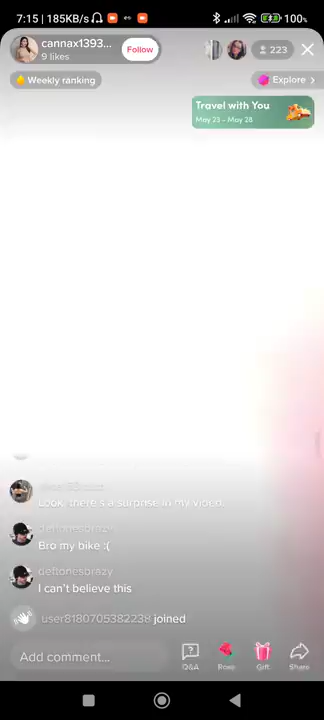 7:15 | 185KB/s
100%
cannax1393...
9 likes
Follow
223
Weekly ranking
Explore >
Travel with You
May 23 – May 28
Look, there's a surprise in my video.
deftonesprazy
Bro my bike :(
deftonesprazy
I can't believe this
user8180705382238 joined
Add comment...
Q&A
Rose
Gift
Share